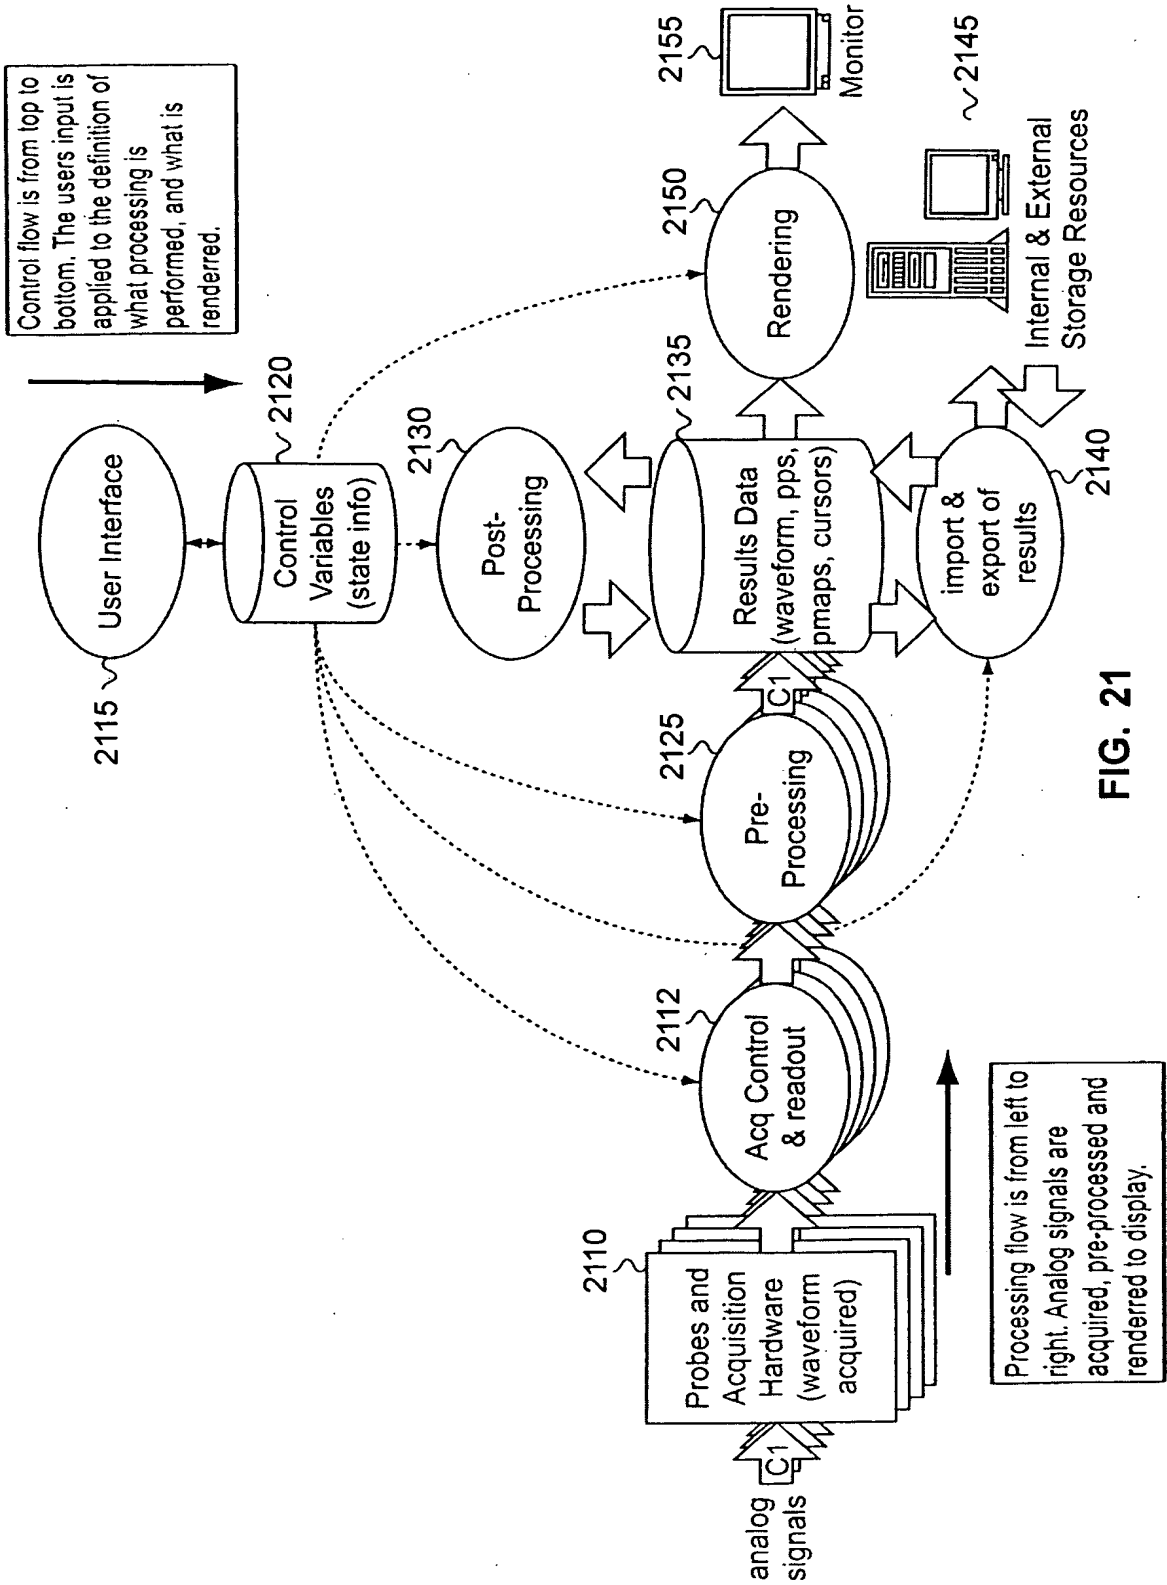 Control flow is from top to
bottom. The users input is
applied to the definition of
what processing is
performed, and what is
renderred.
User Interface
2115
2120
Control
Variables
(state info)
2130
Post-
Processing
2110
Probes and
Acquisition
Hardware
(waveform
acquired)
analog
signals
C1
2112
Acq Control
& readout
2125
Pre-
Processing
C1
2135
Results Data
(waveform, pps,
pmaps, cursors)
2150
Rendering
2155
Monitor
2140
import &
export of
results
2145
Internal & External
Storage Resources
Processing flow is from left to
right. Analog signals are
acquired, pre-processed and
renderred to display.
FIG. 21